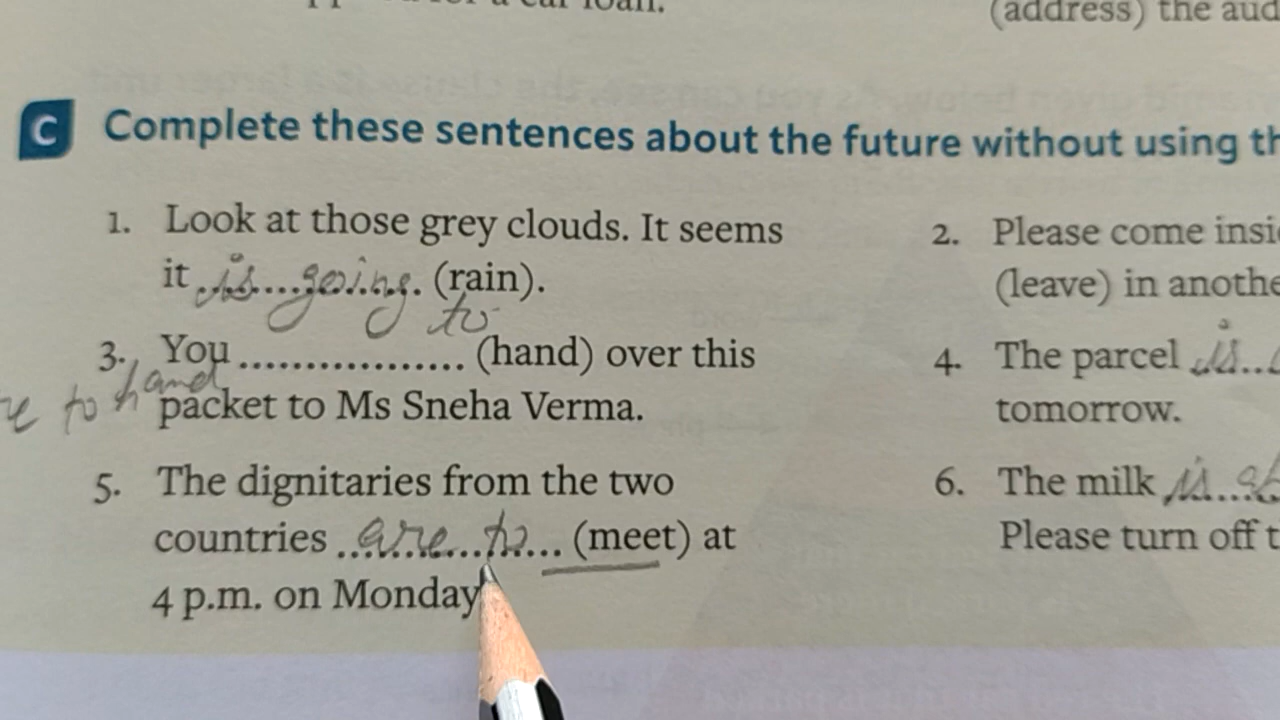 for a car loan.
(address) the aud
C Complete these sentences about the future without using th
1. Look at those grey clouds. It seems
it is going (rain).
to
3. You .................. (hand) over this
to hand
packet to Ms Sneha Verma.
5. The dignitaries from the two
countries are to (meet) at
4 p.m. on Monday
2. Please come insi
(leave) in anothe
4. The parcel is
tomorrow.
6. The milk is
Please turn off t